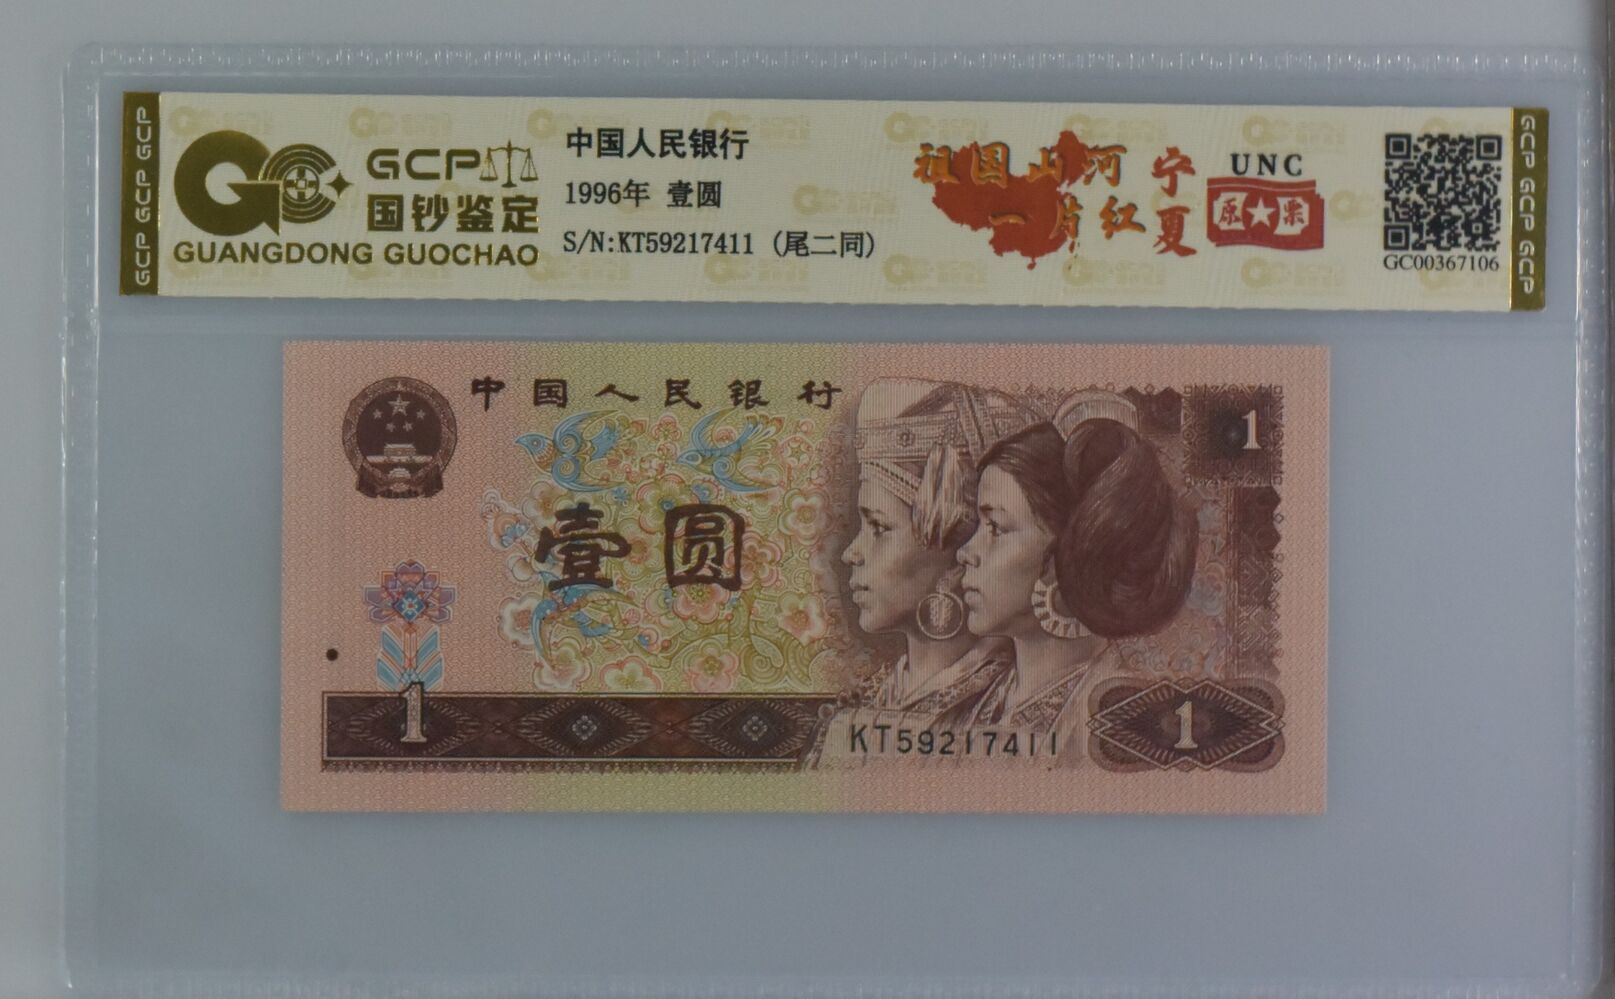 GCP GCP GCP
GCP
国钞鉴定
GUANGDONG GUOCHAO
中国人民银行
1996年 壹圆
S/N:KT59217411 (尾二同)
祖国山河
一片红
宁夏
UNC
原★票
GC00367106
GCP GCP GCP
中国人民银行
1
壹圆
1
KT59217411
1